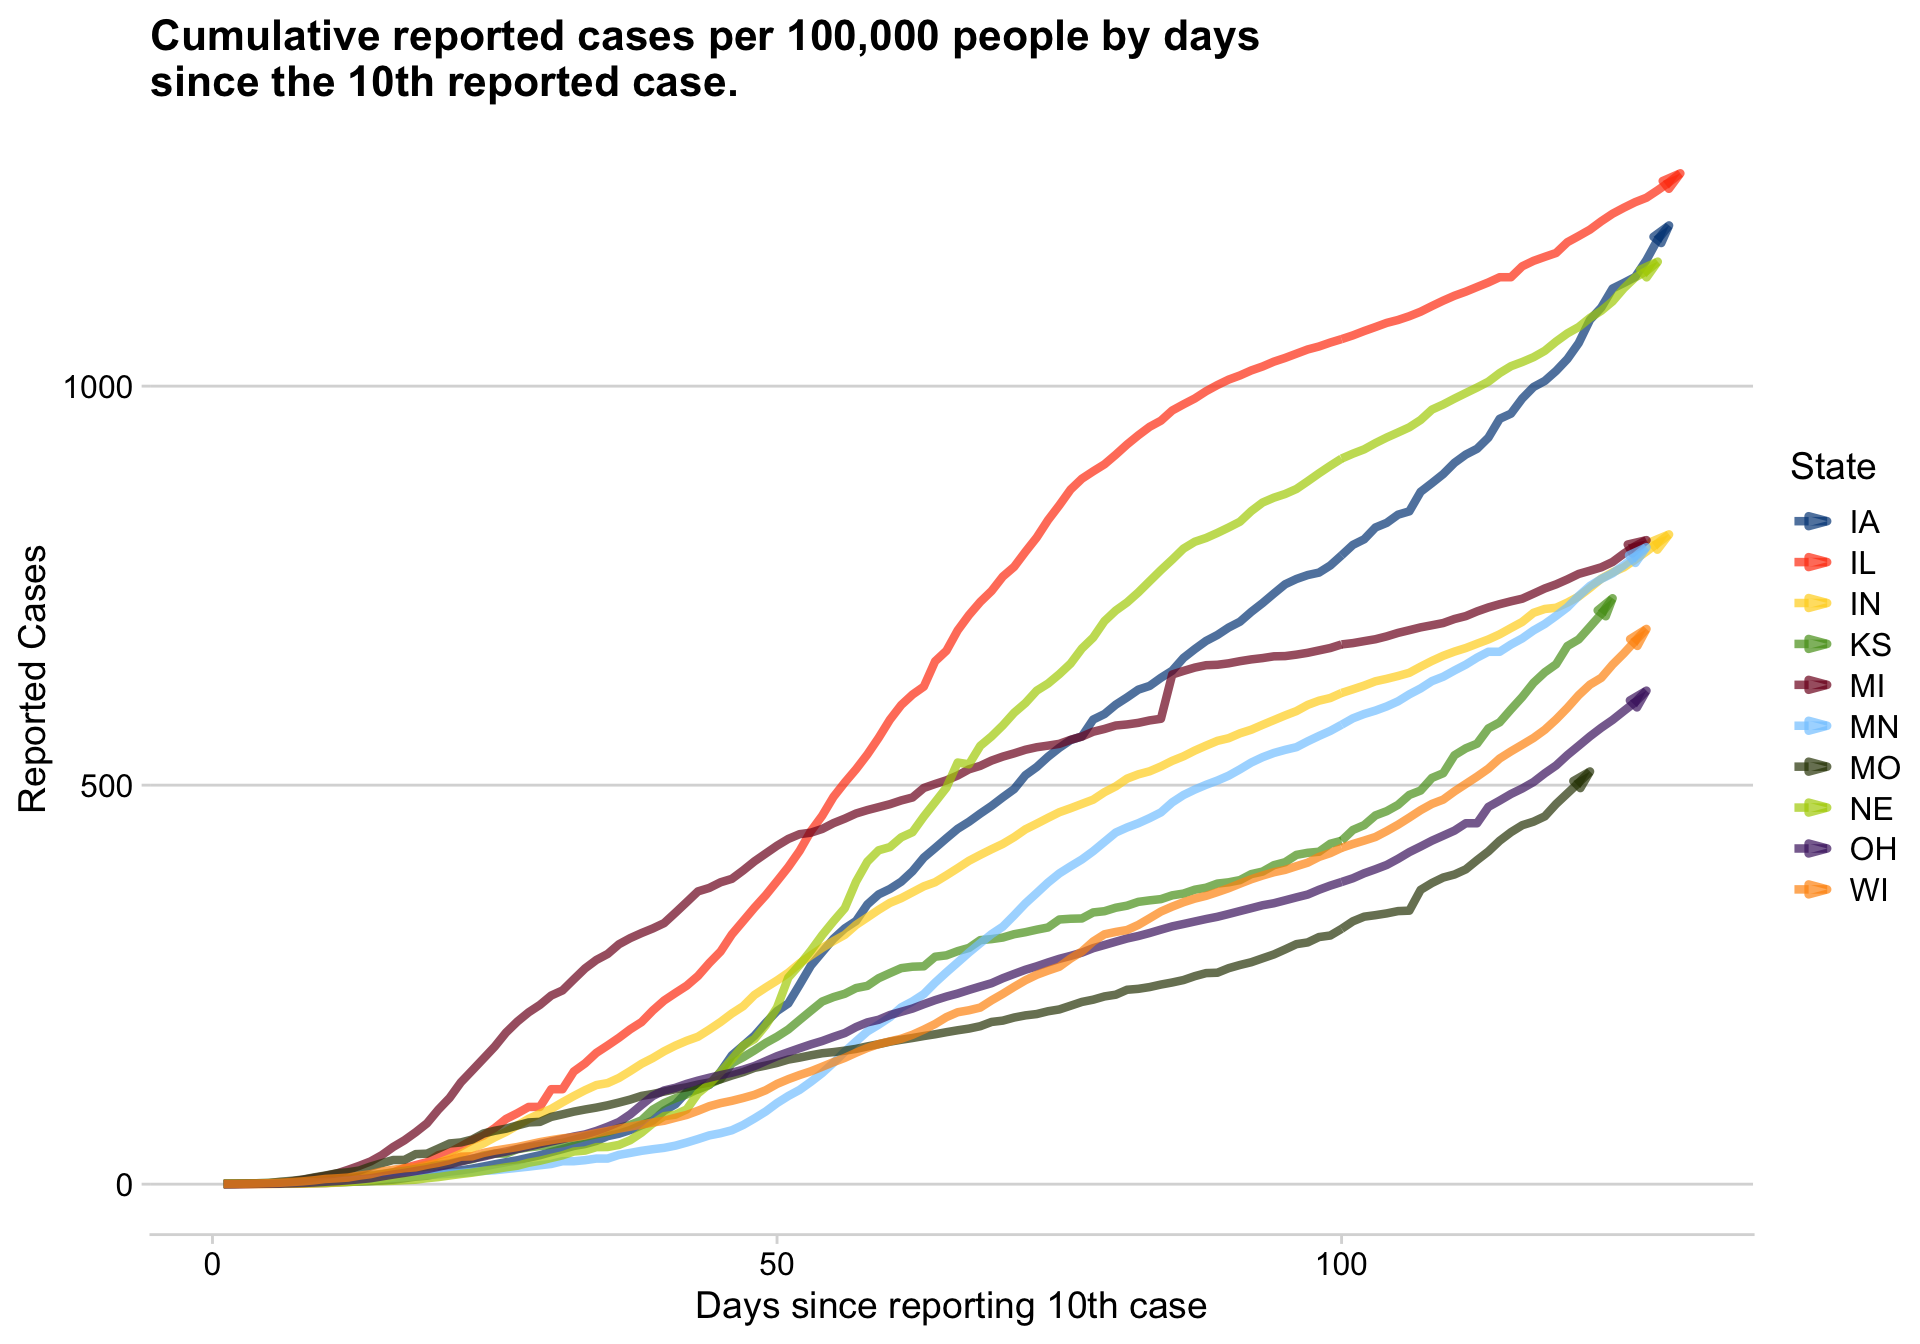 Cumulative reported cases per 100,000 people by days
since the 10th reported case.
1000
500
0
Reported Cases
0 50 100
Days since reporting 10th case
State
IA
IL
IN
KS
MI
MN
MO
NE
OH
WI